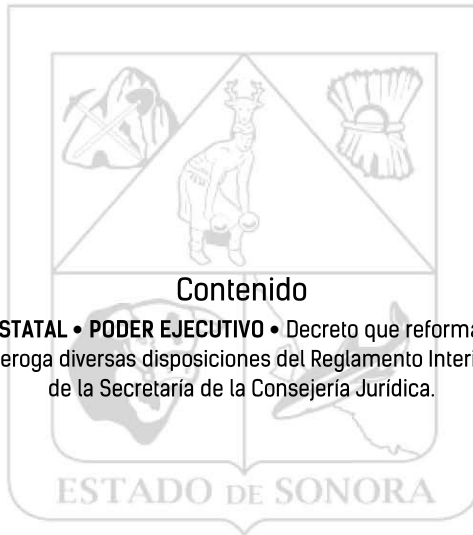 Contenido
STATAL • PODER EJECUTIVO • Decreto que reforma
eroga diversas disposiciones del Reglamento Interi
de la Secretaría de la Consejería Jurídica.
ESTADO DE SONORA